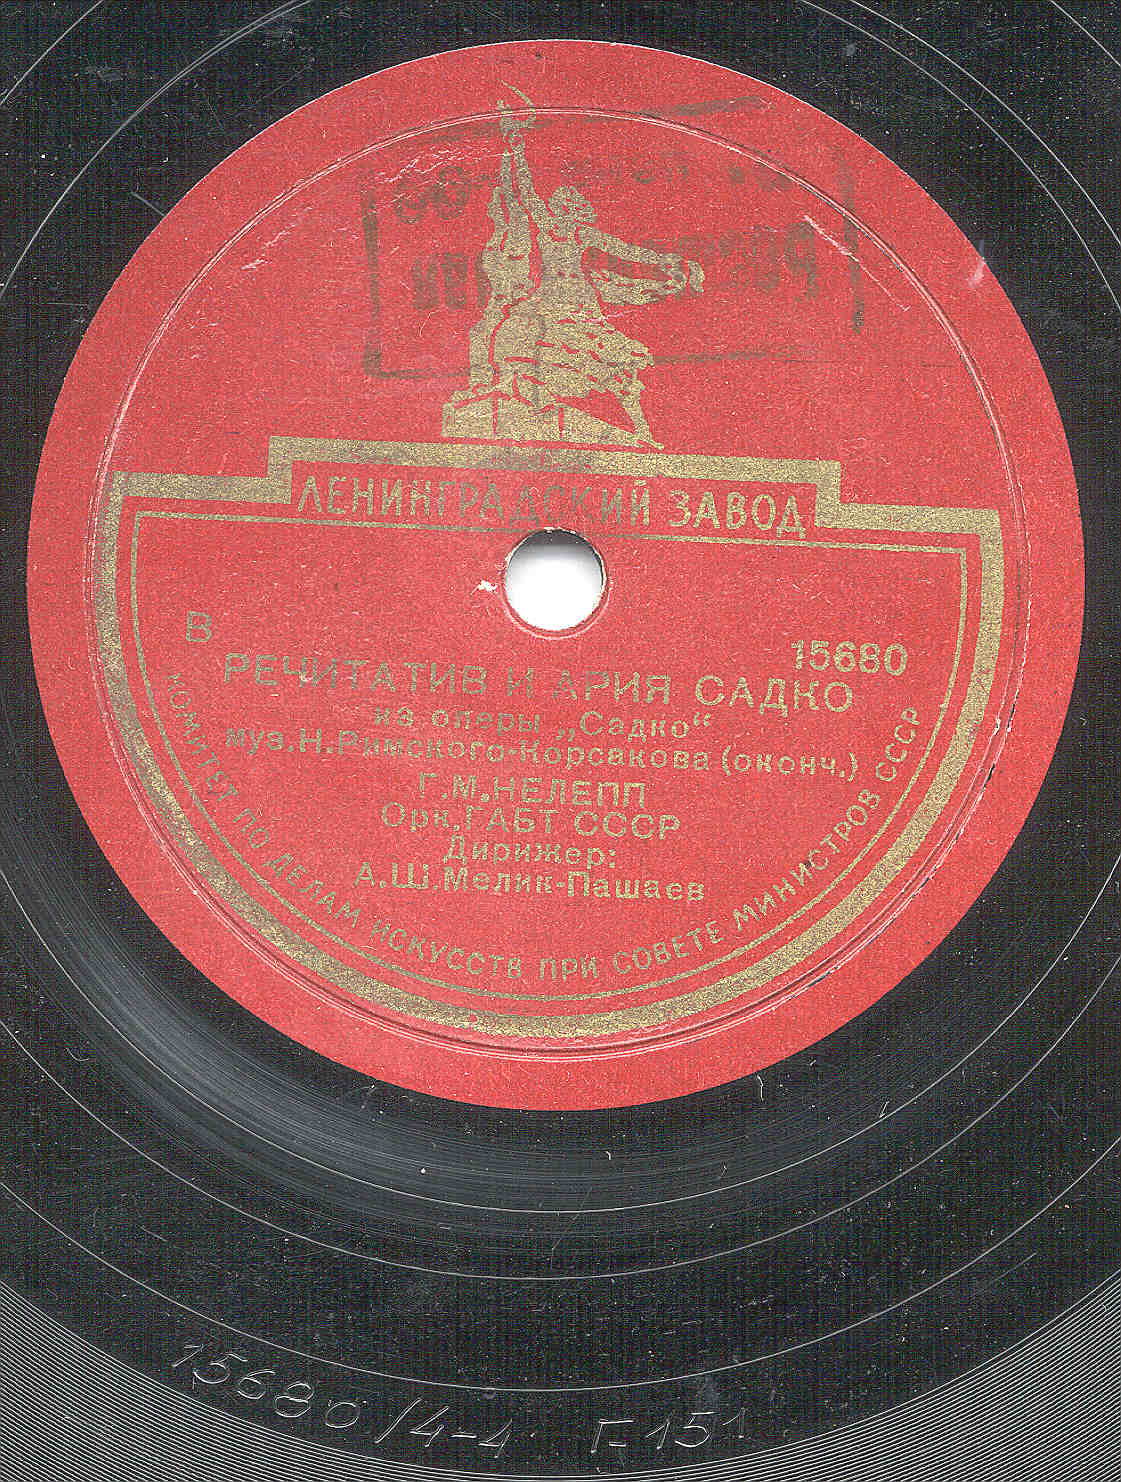 ЛЕНИНГРАДСКИЙ ЗАВОД
В
15680
РЕЧИТАТИВ И АРИЯ САДКО
из оперы „Садко“
муз.Н.Римского-Корсакова (оконч.)
Г.М.НЕЛЕПП
Орк.ГАБТ СССР
Дирижер:
А.Ш.Мелик-Пашаев
КОМИТЕТ ПО ДЕЛАМ ИСКУССТВ ПРИ СОВЕТЕ МИНИСТРОВ СССР
15680/4-1 Г-151